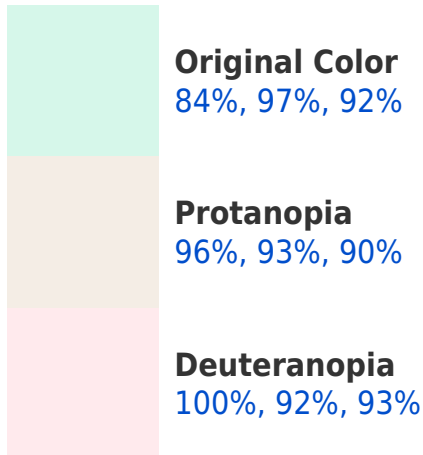 Original Color
84%, 97%, 92%
Protanopia
96%, 93%, 90%
Deuteranopia
100%, 92%, 93%